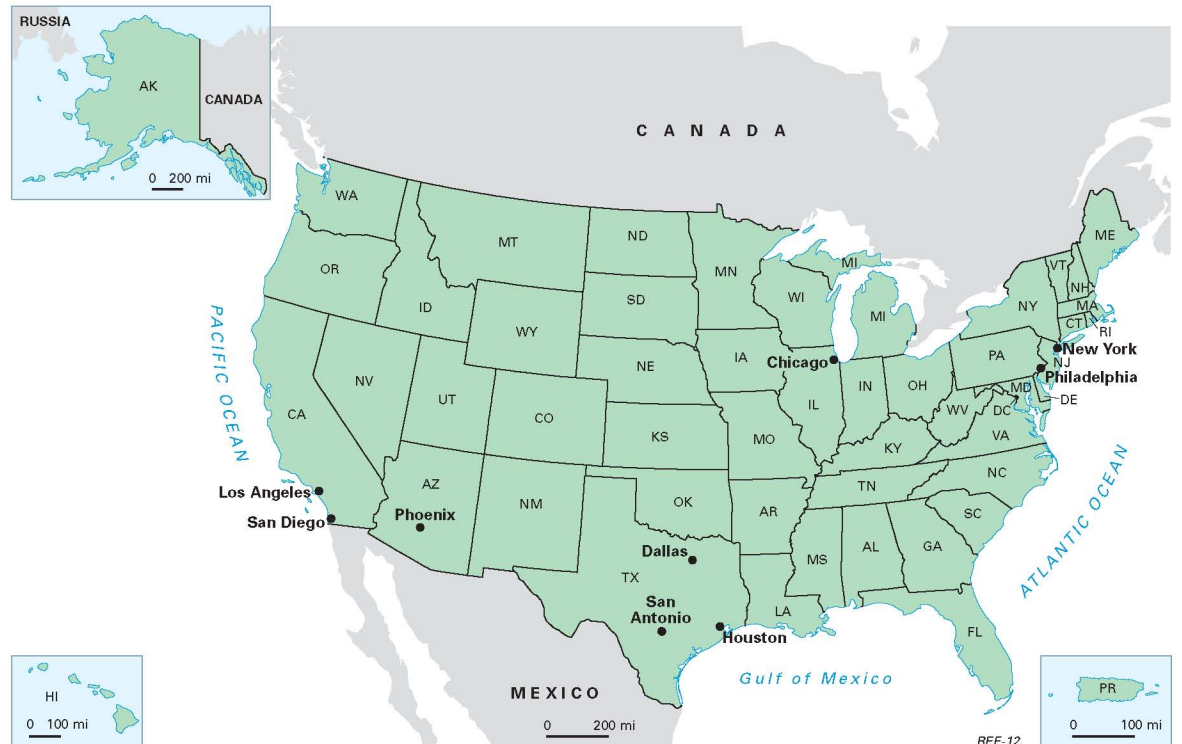 RUSSIA
AK
CANADA
0 200 mi
C A N A D A
WA
OR
ID
MT
ND
SD
MN
WI
MI
MI
ME
VT
NH
NY
MA
CT
RI
WY
NE
IA
Chicago
PA
New York
NJ
Philadelphia
NV
UT
CO
KS
MO
IL
IN
OH
WV
MD
DC
DE
VA
KY
CA
PACIFIC OCEAN
Los Angeles
San Diego
AZ
Phoenix
NM
OK
AR
TN
NC
SC
ATLANTIC OCEAN
Dallas
TX
San
Antonio
Houston
MS
AL
GA
LA
FL
Gulf of Mexico
MEXICO
0 200 mi
HI
0 100 mi
PR
0 100 mi
REF-12